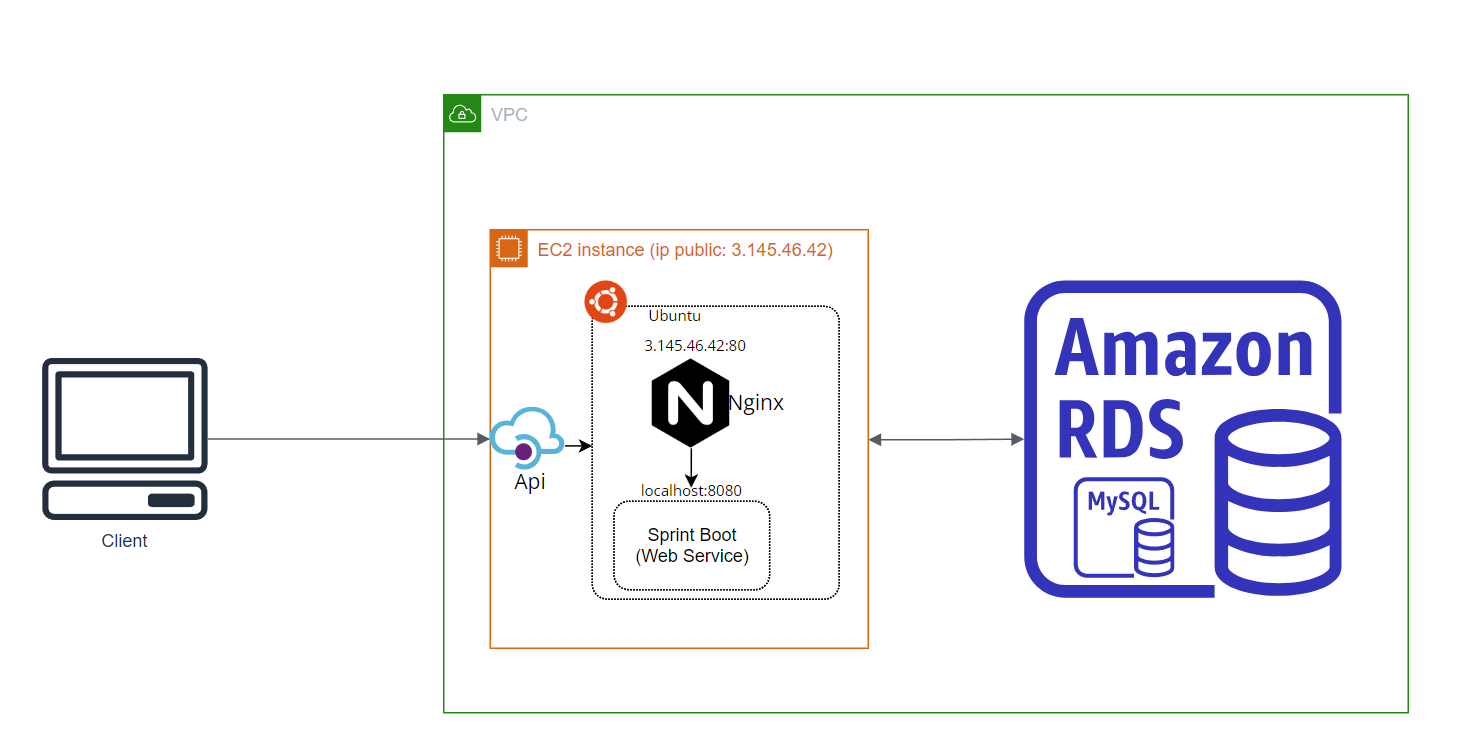 VPC
EC2 instance (ip public: 3.145.46.42)
Ubuntu
3.145.46.42:80
Nginx
Api
localhost:8080
Sprint Boot
(Web Service)
Client
Amazon
RDS
MySQL